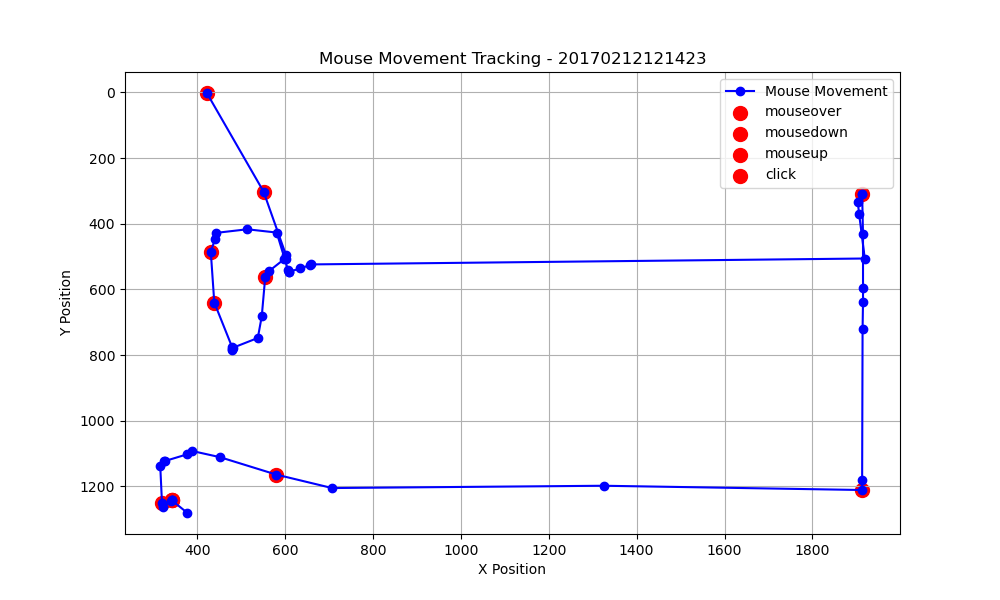 Mouse Movement Tracking - 20170212121423
Mouse Movement
mouseover
mousedown
mouseup
click
0
200
400
600
800
1000
1200
Y Position
400
600
800
1000
1200
1400
1600
1800
X Position